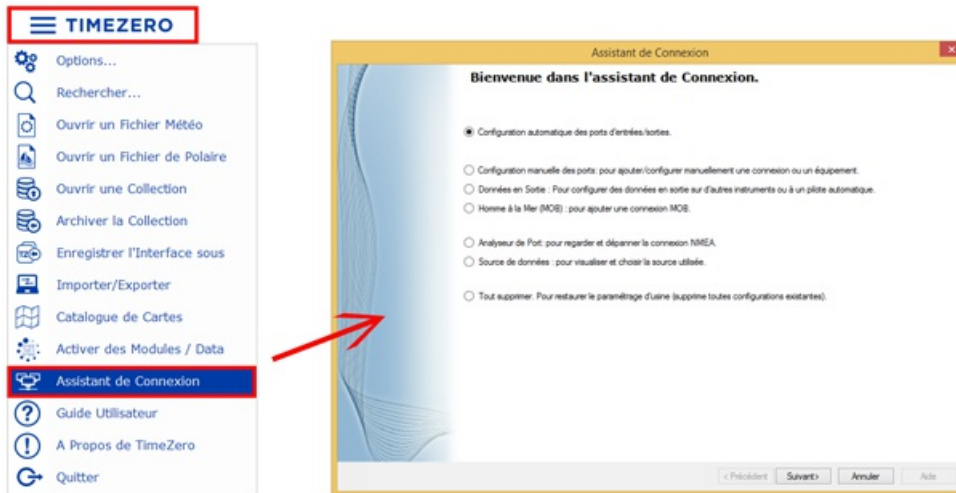 TIMEZERO
Options...
Rechercher...
Ouvrir un Fichier Météo
Ouvrir un Fichier de Polaire
Ouvrir une Collection
Archiver la Collection
Enregistrer l'Interface sous
Importer/Exporter
Catalogue de Cartes
Activer des Modules / Data
Assistant de Connexion
Guide Utilisateur
A Propos de TimeZero
Quitter
Assistant de Connexion
Bienvenue dans l'assistant de Connexion.
Configuration automatique des ports d'entrées/sorties.
Configuration manuelle des ports: pour ajouter/configurer manuellement une connexion ou un équipement.
Données en Sortie : Pour configurer des données en sortie sur d'autres instruments ou à un pilote automatique.
Homme à la Mer (MOB) : pour ajouter une connexion MOB.
Analyseur de Port: pour regarder et dépanner la connexion NMEA.
Source de données : pour visualiser et choisir la source utilisée.
Tout supprimer. Pour restaurer le paramétrage d'usine (supprime toutes configurations existantes).
< Précédent Suivant> Annuler Aide